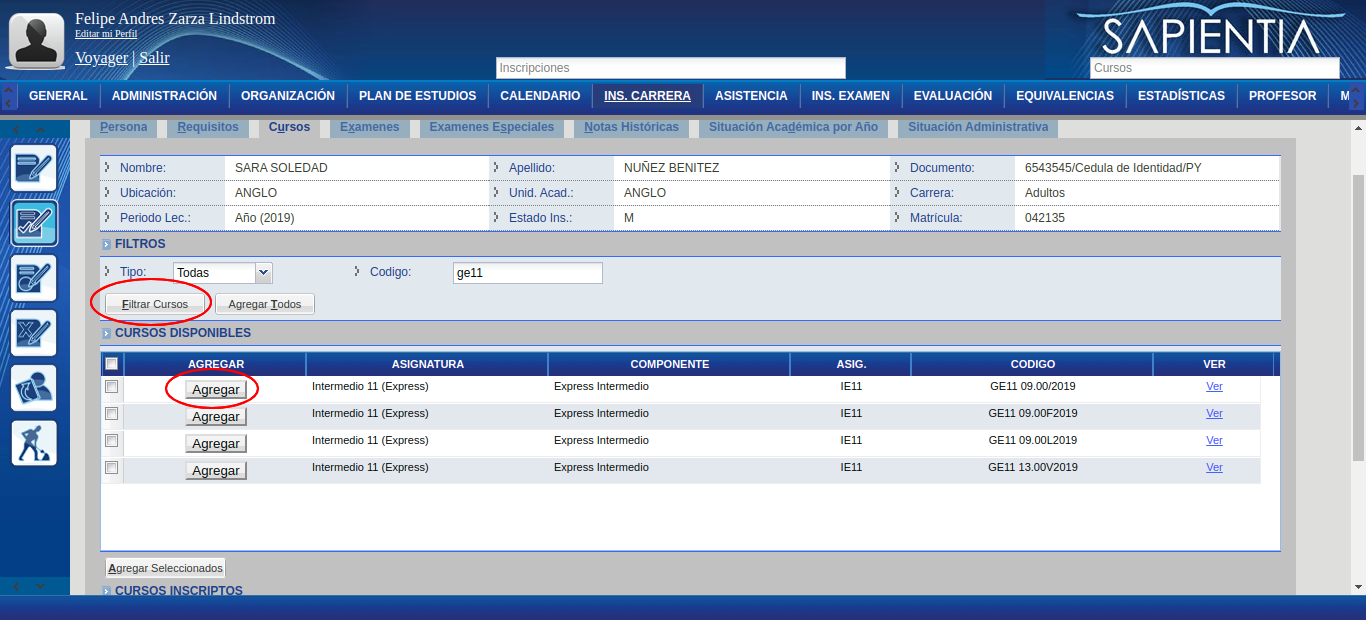 Felipe Andres Zarza Lindstrom
Editar mi Perfil
Voyager | Salir
SAPIENTIA
Inscripciones
Cursos
GENERAL ADMINISTRACIÓN ORGANIZACIÓN PLAN DE ESTUDIOS CALENDARIO INS. CARRERA ASISTENCIA INS. EXAMEN EVALUACIÓN EQUIVALENCIAS ESTADÍSTICAS PROFESOR M
Persona Requisitos Cursos Examenes Examenes Especiales Notas Históricas Situación Académica por Año Situación Administrativa
Nombre: SARA SOLEDAD Apellido: NUÑEZ BENITEZ Documento: 6543545/Cedula de Identidad/PY
Ubicación: ANGLO Unid. Acad.: ANGLO Carrera: Adultos
Periodo Lec.: Año (2019) Estado Ins.: M Matrícula: 042135
FILTROS
Tipo: Todas Codigo: ge11
Filtrar Cursos Agregar Todos
CURSOS DISPONIBLES
AGREGAR ASIGNATURA COMPONENTE ASIG. CODIGO VER
Agregar Intermedio 11 (Express) Express Intermedio IE11 GE11 09.00/2019 Ver
Agregar Intermedio 11 (Express) Express Intermedio IE11 GE11 09.00F2019 Ver
Agregar Intermedio 11 (Express) Express Intermedio IE11 GE11 09.00L2019 Ver
Agregar Intermedio 11 (Express) Express Intermedio IE11 GE11 13.00V2019 Ver
Agregar Seleccionados
CURSOS INSCRIPTOS